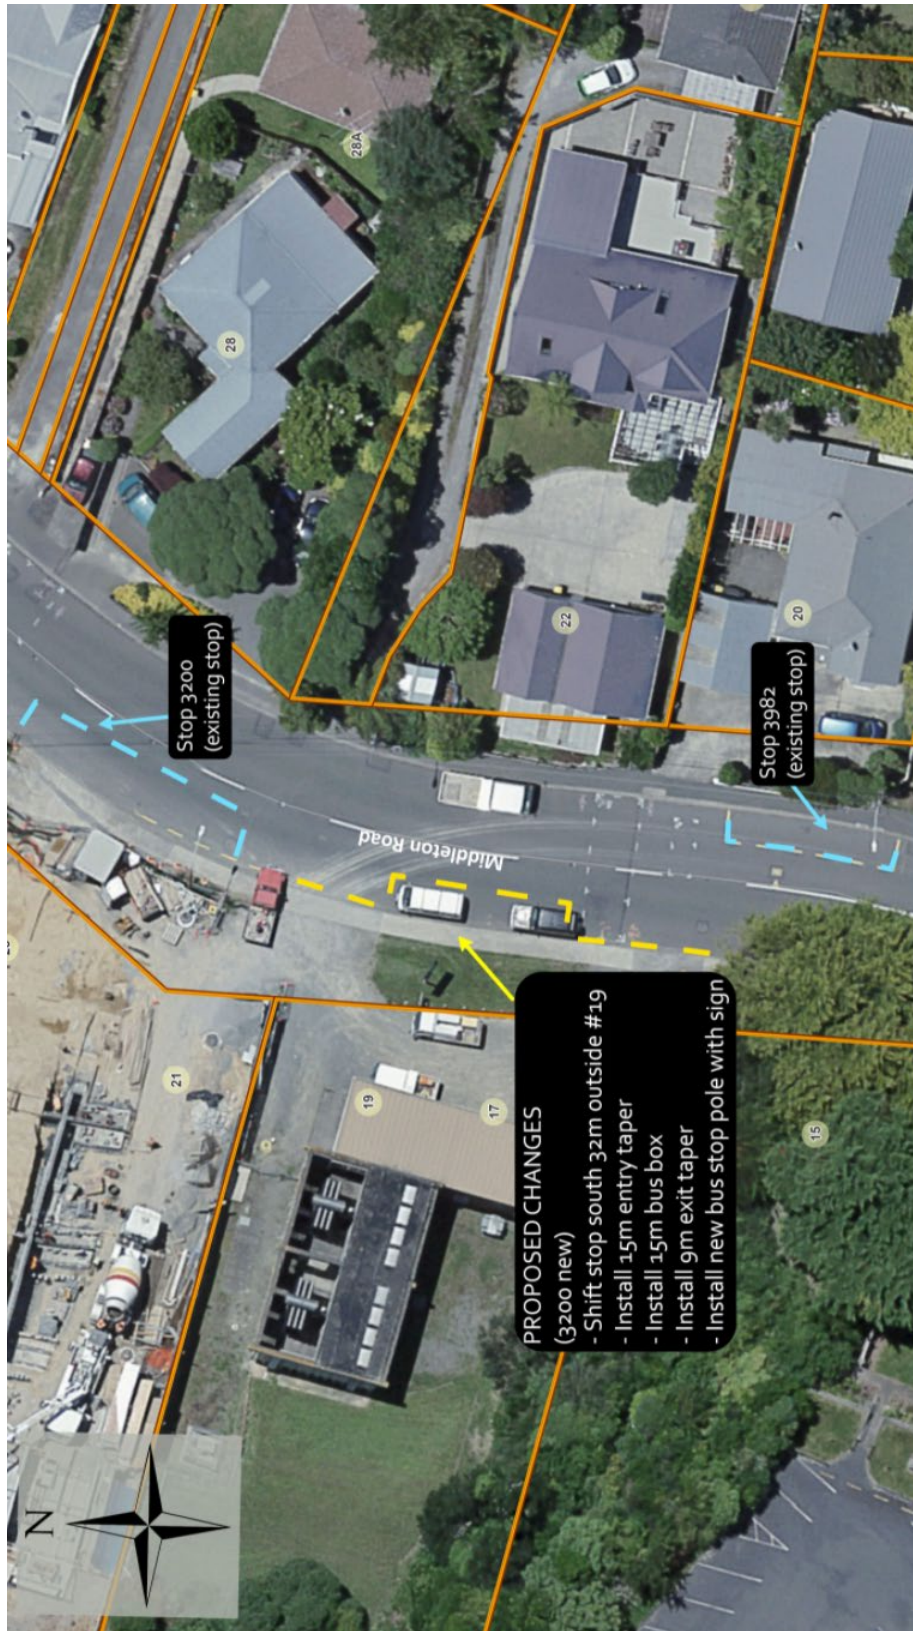 N
28A
28
22
20
Stop 3200
(existing stop)
Stop 3982
(existing stop)
Middleton Road
21
19
17
15
PROPOSED CHANGES
(3200 new)
- Shift stop south 32m outside #19
- Install 15m entry taper
- Install 15m bus box
- Install 9m exit taper
- Install new bus stop pole with sign